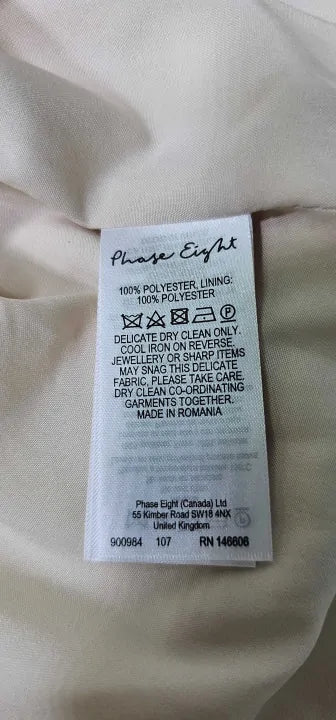 Phase Eight
100% POLYESTER, LINING:
100% POLYESTER
DELICATE DRY CLEAN ONLY.
COOL IRON ON REVERSE.
JEWELLERY OR SHARP ITEMS
MAY SNAG THIS DELICATE
FABRIC. PLEASE TAKE CARE.
DRY CLEAN CO-ORDINATING
GARMENTS TOGETHER.
MADE IN ROMANIA
Phase Eight (Canada) Ltd
55 Kimber Road SW18 4NX
United Kingdom
900984 107 RN 146606